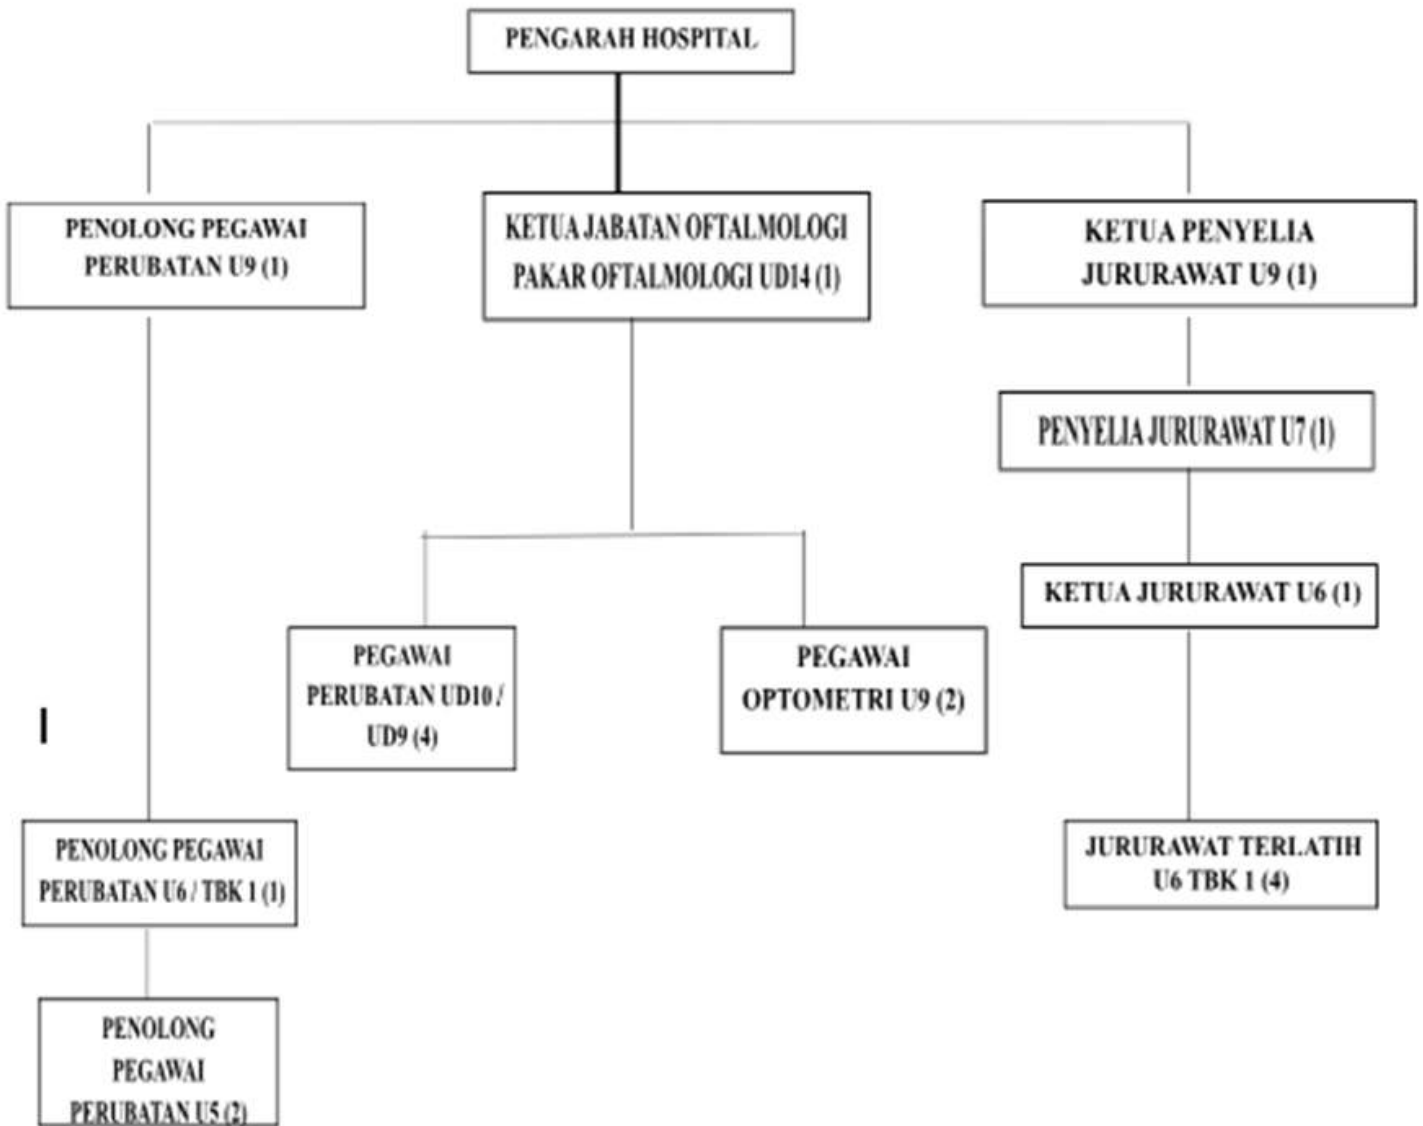 PENGARAH HOSPITAL
PENOLONG PEGAWAI
PERUBATAN U9 (1)
KETUA JABATAN OFTALMOLOGI
PAKAR OFTALMOLOGI UD14 (1)
KETUA PENYELIA
JURURAWAT U9 (1)
PENYELIA JURURAWAT U7 (1)
KETUA JURURAWAT U6 (1)
PEGAWAI
PERUBATAN UD10 /
UD9 (4)
PEGAWAI
OPTOMETRI U9 (2)
PENOLONG PEGAWAI
PERUBATAN U6 / TBK 1 (1)
JURURAWAT TERLATIH
U6 TBK 1 (4)
PENOLONG
PEGAWAI
PERUBATAN U5 (2)